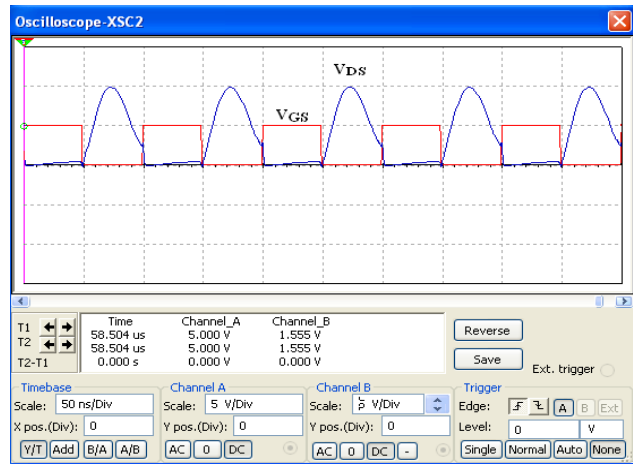 Oscilloscope-XSC2
VDS
VGS
Time Channel_A Channel_B
T1 58.504 us 5.000 V 1.555 V
T2 58.504 us 5.000 V 1.555 V
T2-T1 0.000 s 0.000 V 0.000 V
Reverse
Save
Ext. trigger
Timebase
Scale: 50 ns/Div
X pos.(Div): 0
Y/T Add B/A A/B
Channel A
Scale: 5 V/Div
Y pos.(Div): 0
AC 0 DC
Channel B
Scale: V/Div
Y pos.(Div): 0
AC 0 DC -
Trigger
Edge: A B Ext
Level: 0 V
Single Normal Auto None